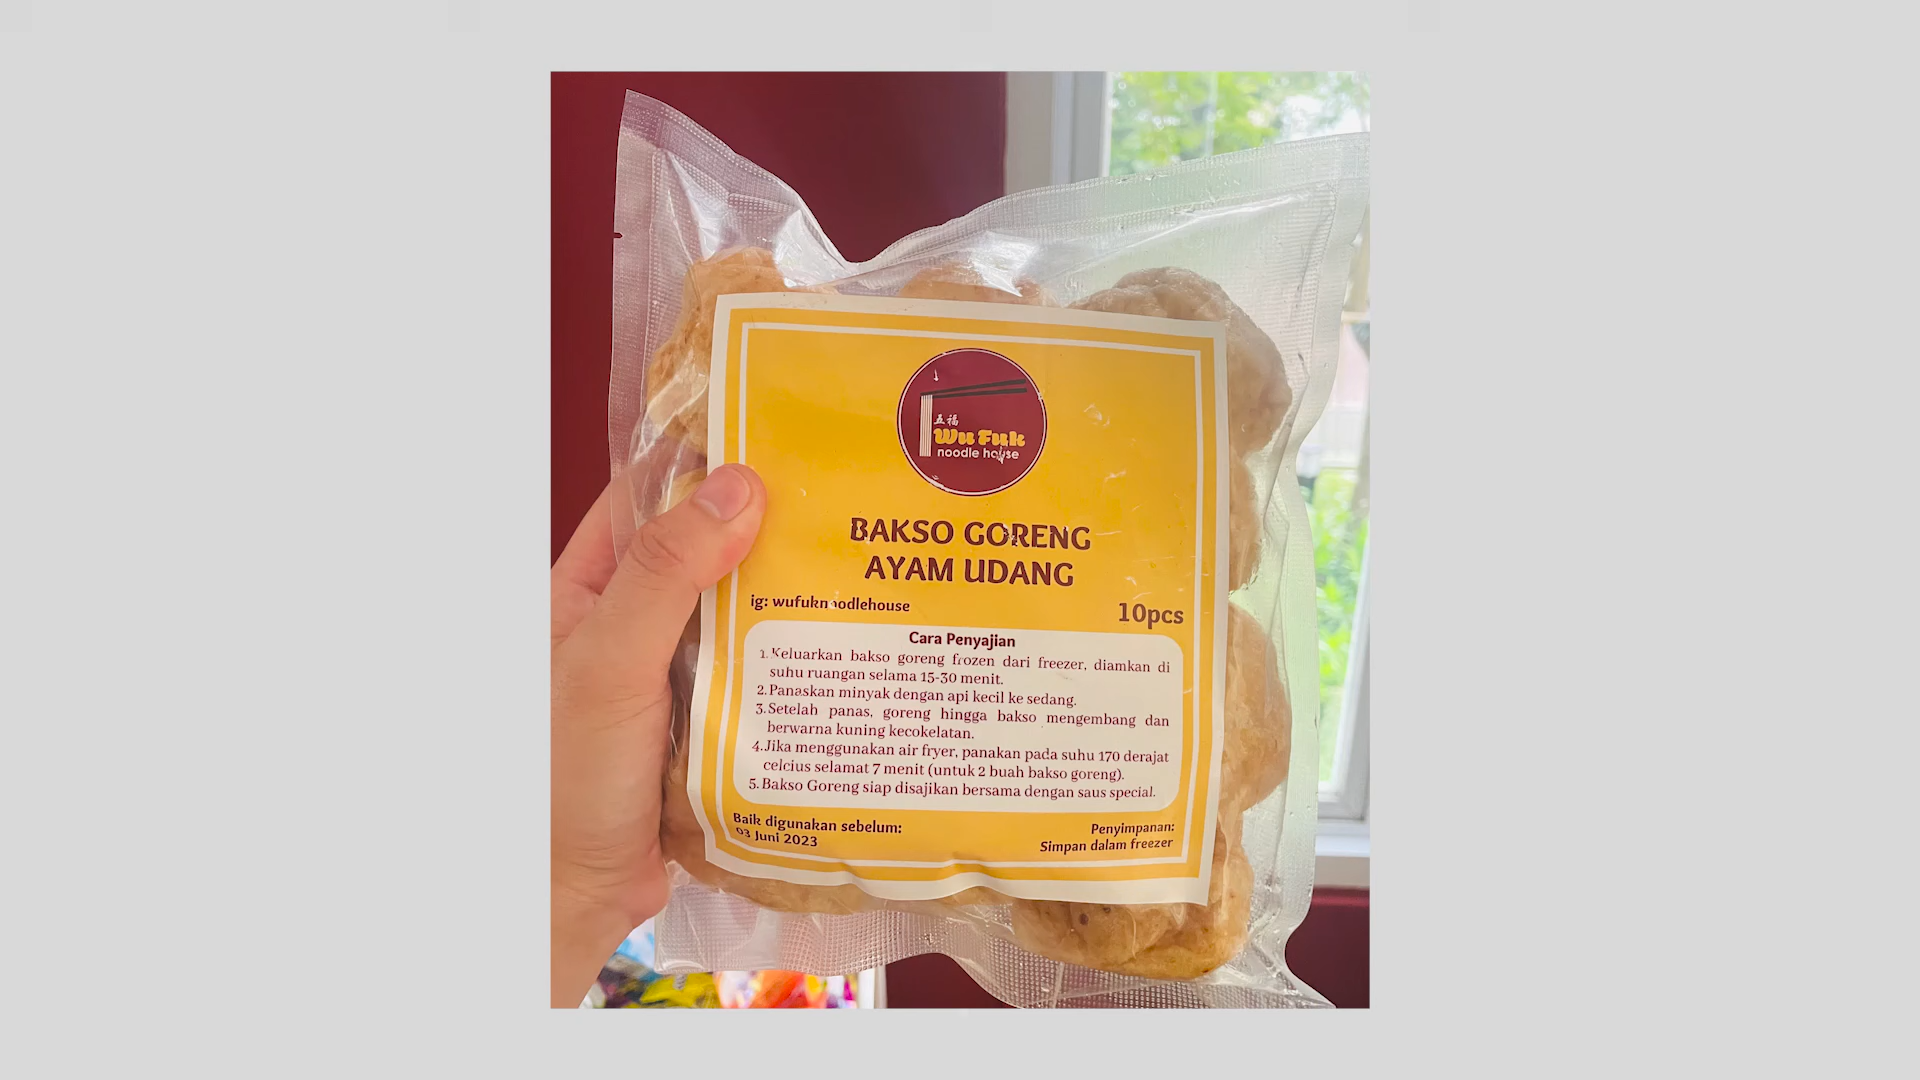 五福
Wu Fuk
noodle house
BAKSO GORENG
AYAM UDANG
ig: wufuknoodlehouse
10pcs
Cara Penyajian
1. Keluarkan bakso goreng frozen dari freezer, diamkan di
suhu ruangan selama 15-30 menit.
2. Panaskan minyak dengan api kecil ke sedang.
3. Setelah panas, goreng hingga bakso mengembang dan
berwarna kuning kecokelatan.
4. Jika menggunakan air fryer, panakan pada suhu 170 derajat
celcius selamat 7 menit (untuk 2 buah bakso goreng).
5. Bakso Goreng siap disajikan bersama dengan saus special.
Baik digunakan sebelum:
03 Juni 2023
Penyimpanan:
Simpan dalam freezer